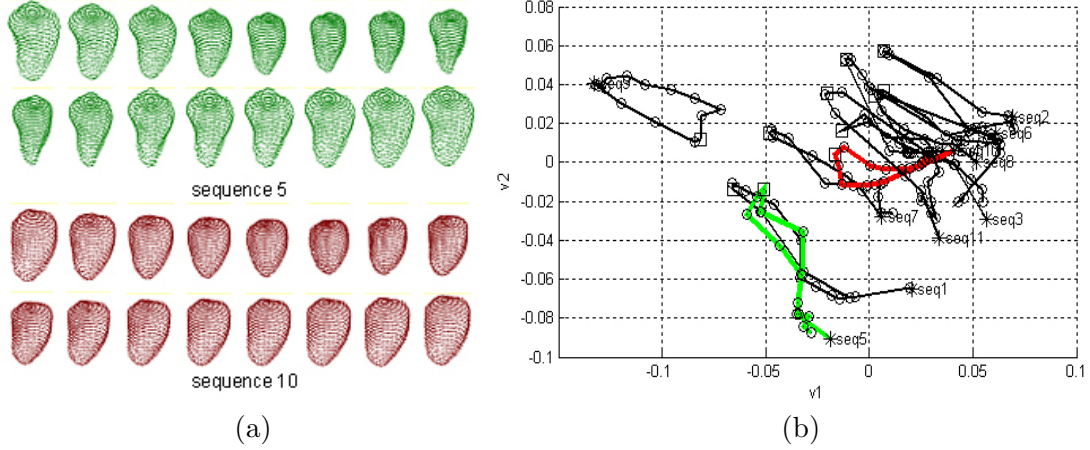 sequence 5
sequence 10
(a)
0.08
0.06
0.04
0.02
0
-0.02
-0.04
-0.06
-0.08
-0.1
v2
-0.1
-0.05
0
0.05
0.1
v1
seq9
seq2
seq6
seq10
seq8
seq7
seq3
seq11
seq1
seq5
(b)